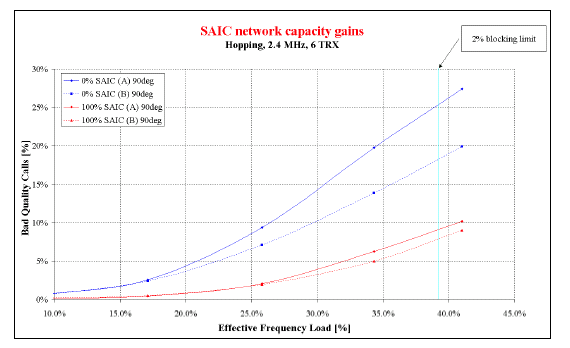 SAIC network capacity gains
Hopping, 2.4 MHz, 6 TRX
2% blocking limit
30%
25%
20%
15%
10%
5%
0%
0% SAIC (A) 90deg
0% SAIC (B) 90deg
100% SAIC (A) 90deg
100% SAIC (B) 90deg
Bad Quality Calls [%]
10.0% 15.0% 20.0% 25.0% 30.0% 35.0% 40.0% 45.0%
Effective Frequency Load [%]